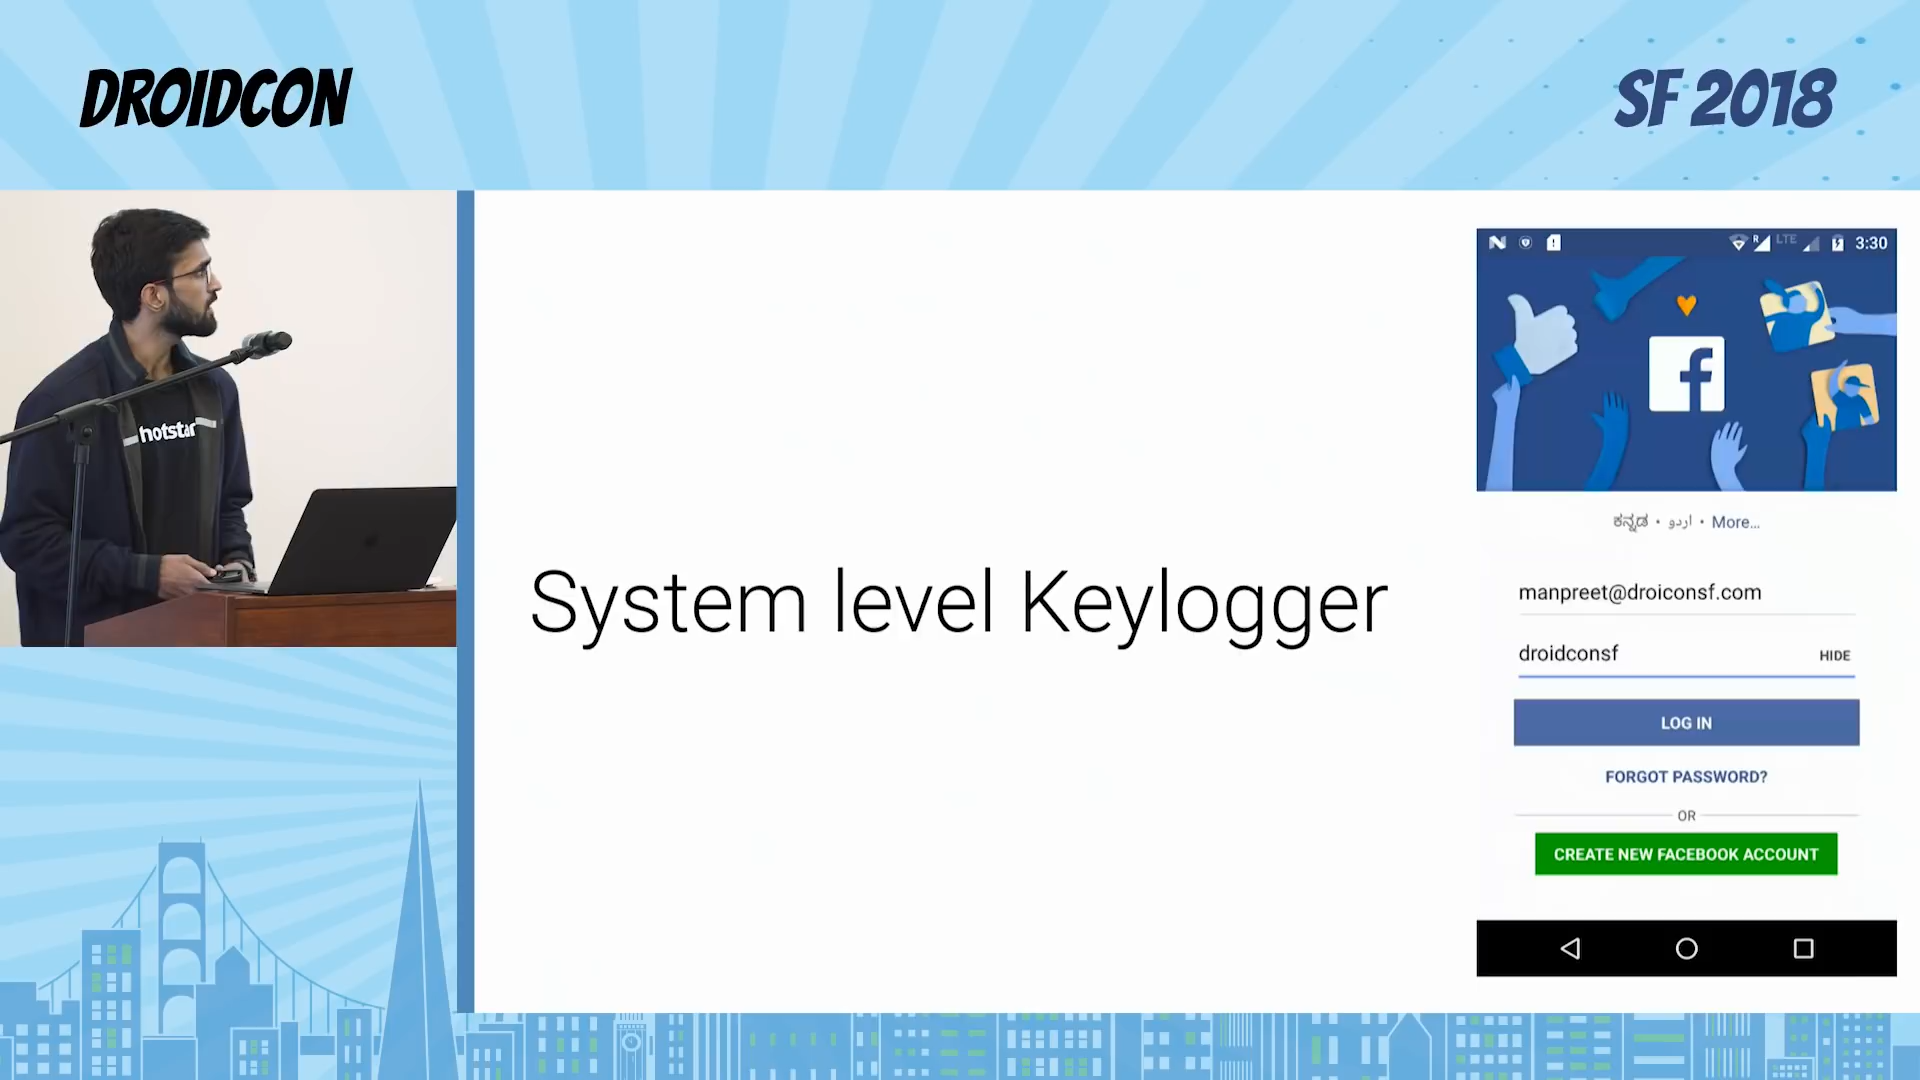 DROIDCON
SF 2018
hotstar
System level Keylogger
R LTE 3:30
f
ಕನ್ನಡ · اردو · More...
manpreet@droiconsf.com
droidconsf HIDE
LOG IN
FORGOT PASSWORD?
OR
CREATE NEW FACEBOOK ACCOUNT